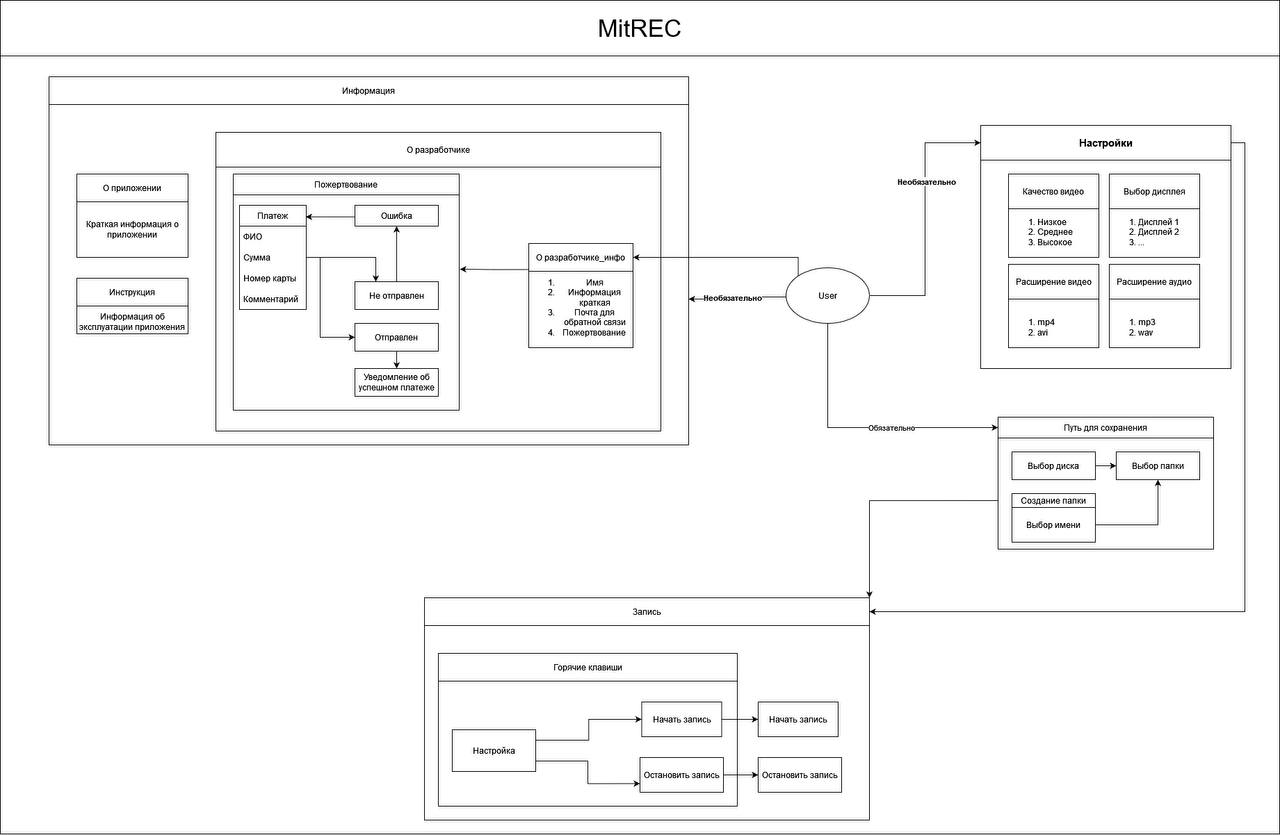 MitREC
Информация
О приложении
Краткая информация о
приложении
Инструкция
Информация об
эксплуатации приложения
О разработчике
Пожертвование
Платеж
ФИО
Сумма
Номер карты
Комментарий
Ошибка
Не отправлен
Отправлен
Уведомление об
успешном платеже
О разработчике_инфо
1. Имя
2. Информация
краткая
3. Почта для
обратной связи
4. Пожертвование
Необязательно
User
Необязательно
Обязательно
Настройки
Качество видео
1. Низкое
2. Среднее
3. Высокое
Выбор дисплея
1. Дисплей 1
2. Дисплей 2
3. ...
Расширение видео
1. mp4
2. avi
Расширение аудио
1. mp3
2. wav
Путь для сохранения
Выбор диска
Выбор папки
Создание папки
Выбор имени
Запись
Горячие клавиши
Настройка
Начать запись
Начать запись
Остановить запись
Остановить запись